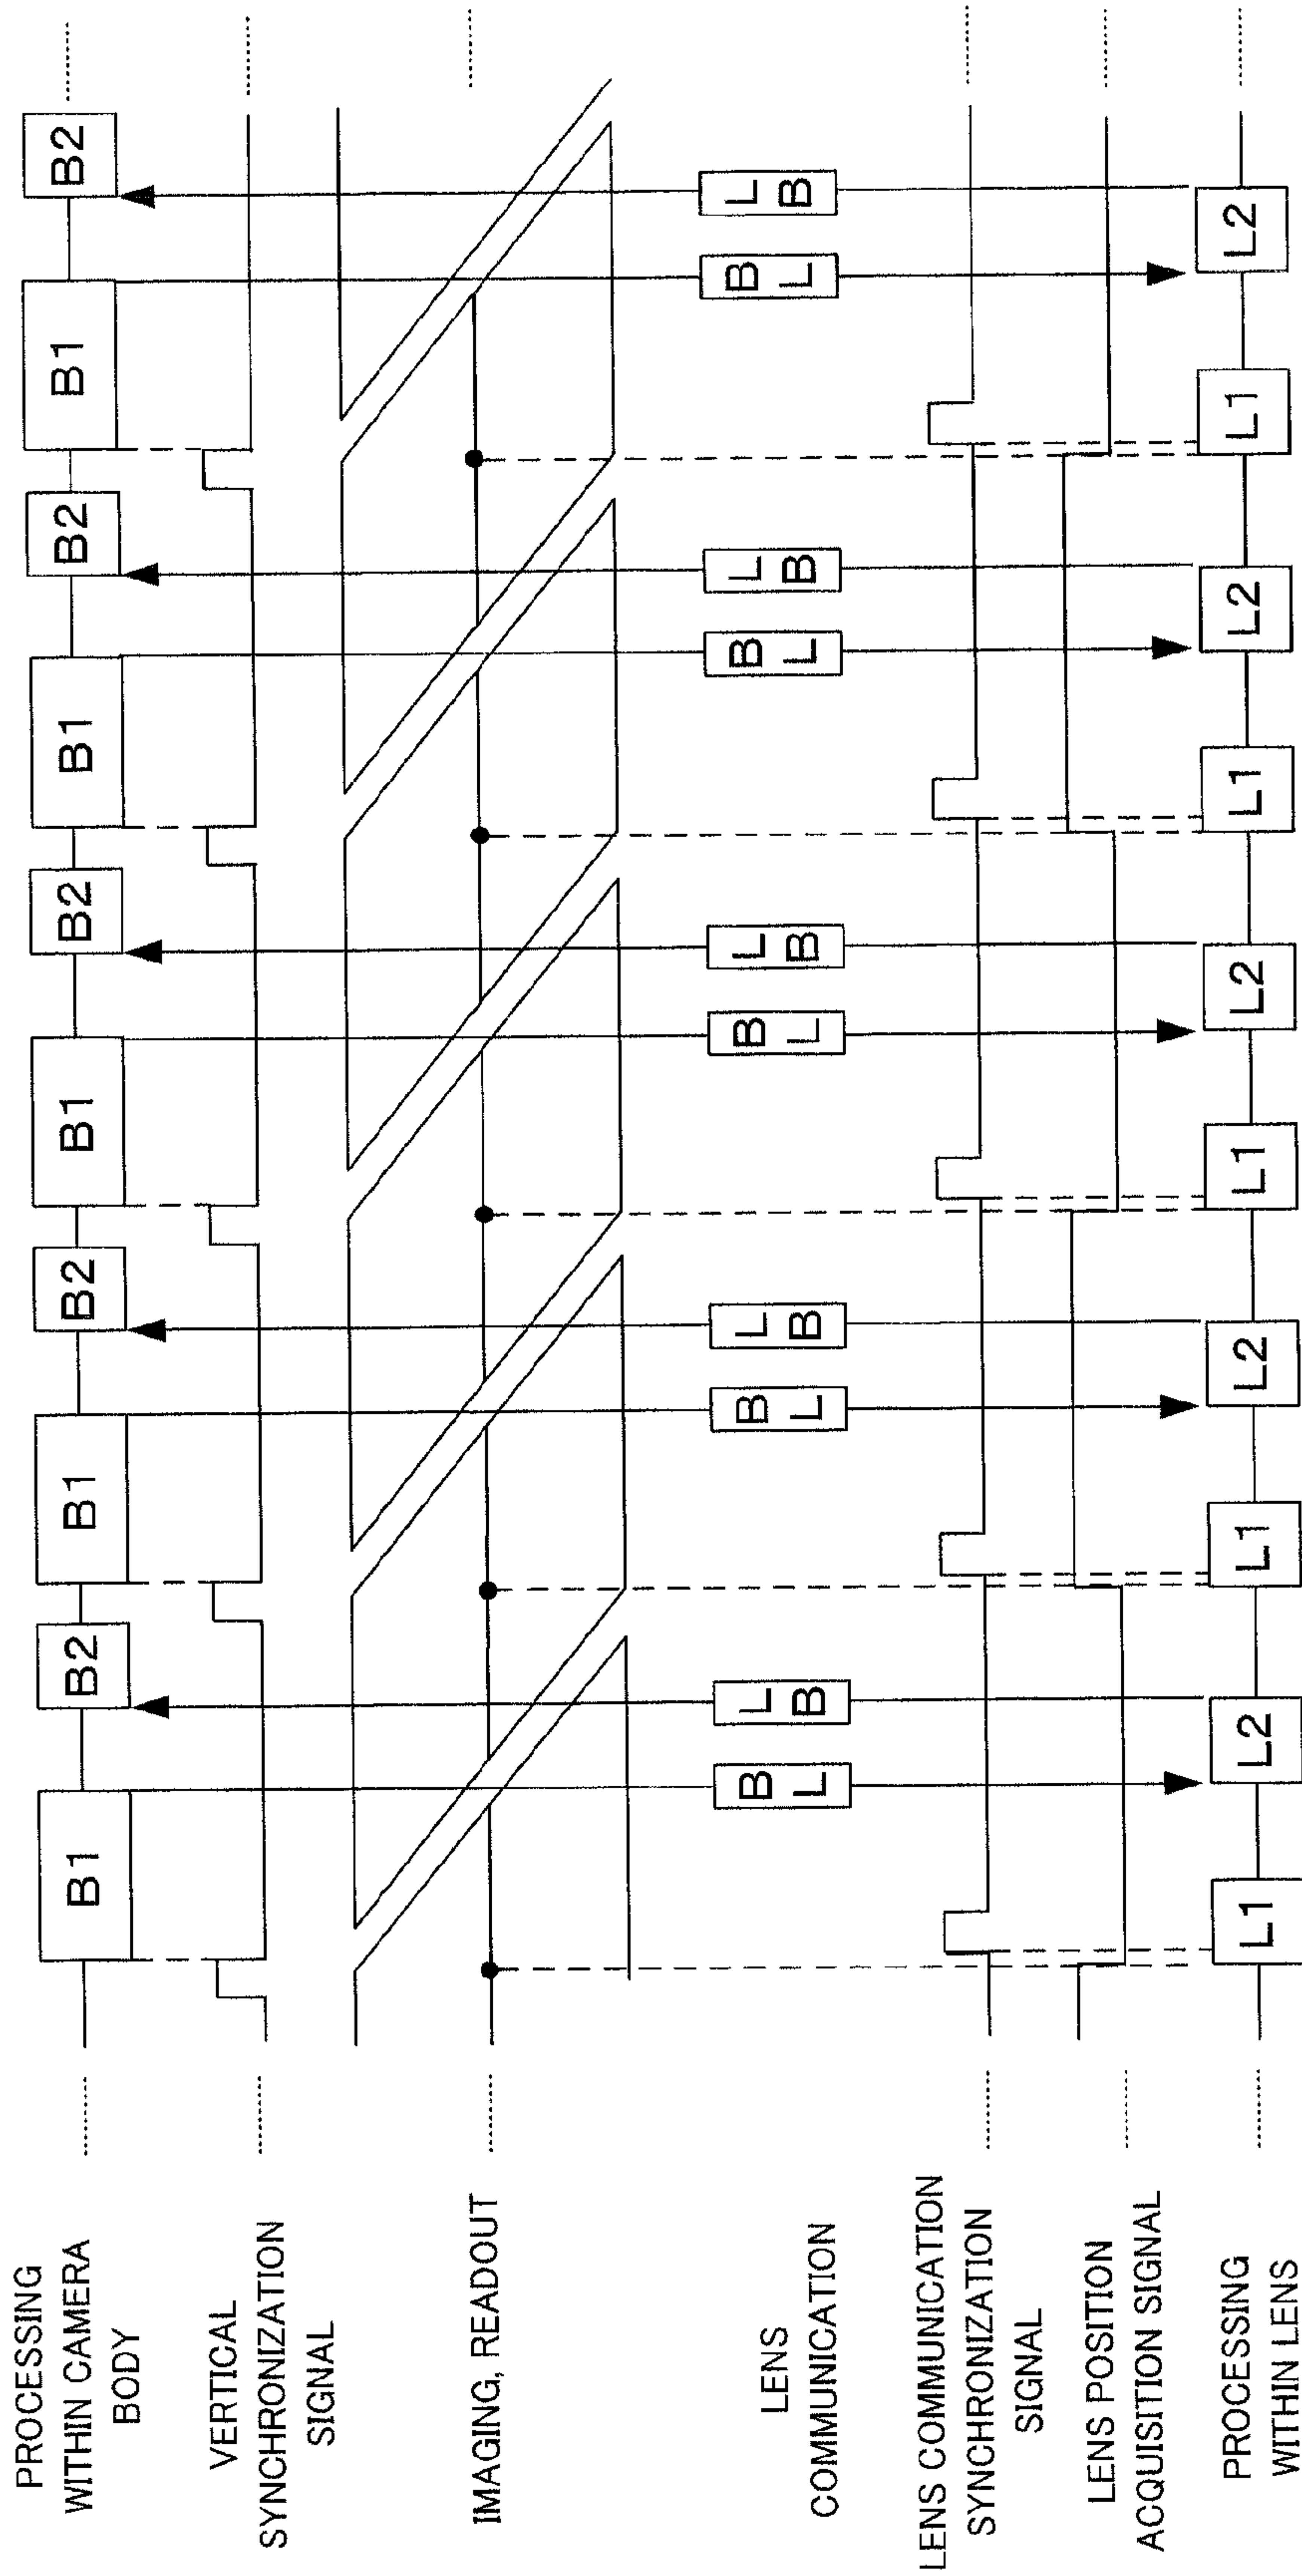 PROCESSING
WITHIN CAMERA
BODY
B1 B2 B1 B2 B1 B2 B1 B2 B1 B2
VERTICAL
SYNCHRONIZATION
SIGNAL
IMAGING, READOUT
LENS
COMMUNICATION
B L B L B L B L B L
L B L B L B L B L B
LENS COMMUNICATION
SYNCHRONIZATION
SIGNAL
LENS POSITION
ACQUISITION SIGNAL
PROCESSING
WITHIN LENS
L1 L2 L1 L2 L1 L2 L1 L2 L1 L2